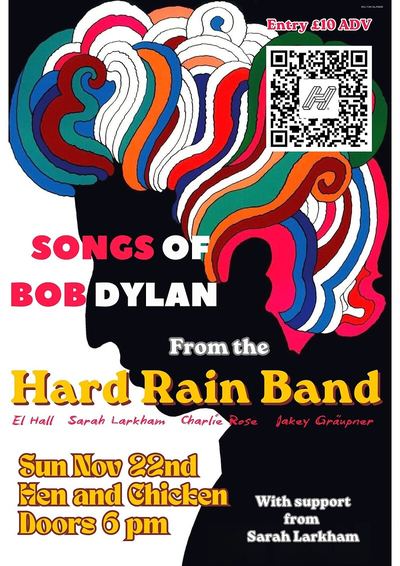 Entry £10 ADV
SONGS OF
BOB DYLAN
From the
Hard Rain Band
El Hall Sarah Larkham Charlie Rose Jakey Gräupner
Sun Nov 22nd
Hen and Chicken
Doors 6 pm
With support
from
Sarah Larkham